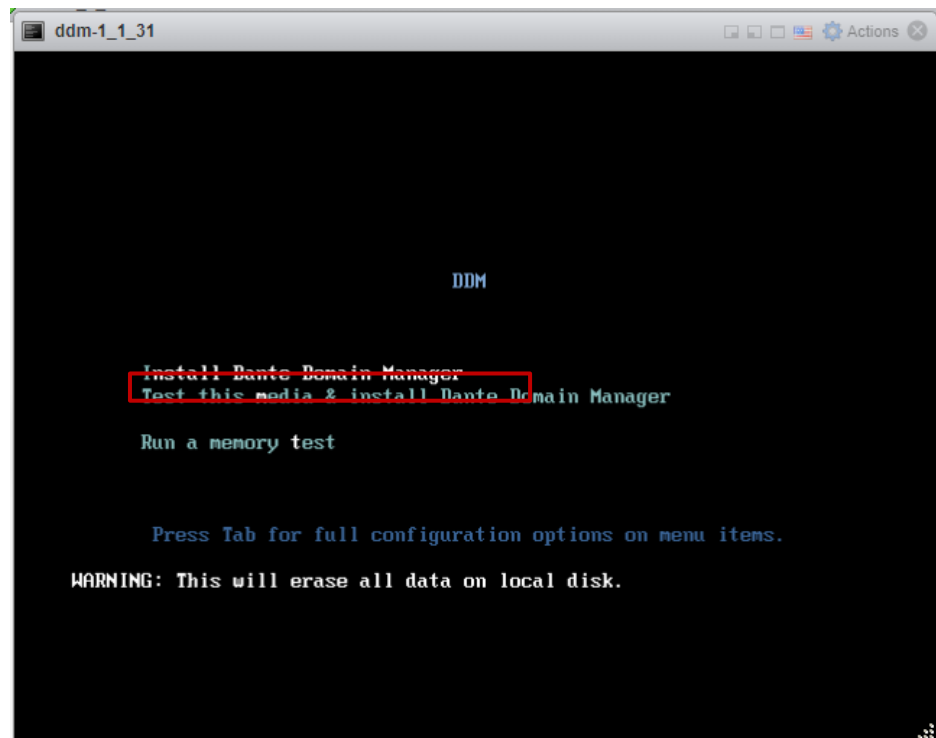 ddm-1_1_31
Actions
DDM
Install Dante Domain Manager
Test this media & install Dante Domain Manager
Run a memory test
Press Tab for full configuration options on menu items.
WARNING: This will erase all data on local disk.